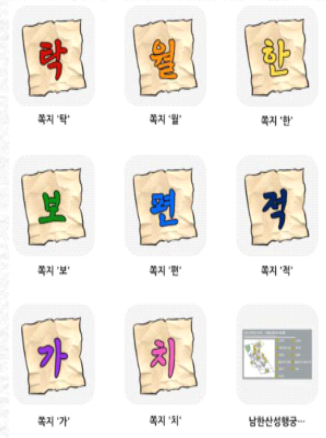 탁 월 한
쪽지 '탁' 쪽지 '월' 쪽지 '한'
보 편 적
쪽지 '보' 쪽지 '편' 쪽지 '적'
가 치
쪽지 '가' 쪽지 '치' 남한산성행궁…